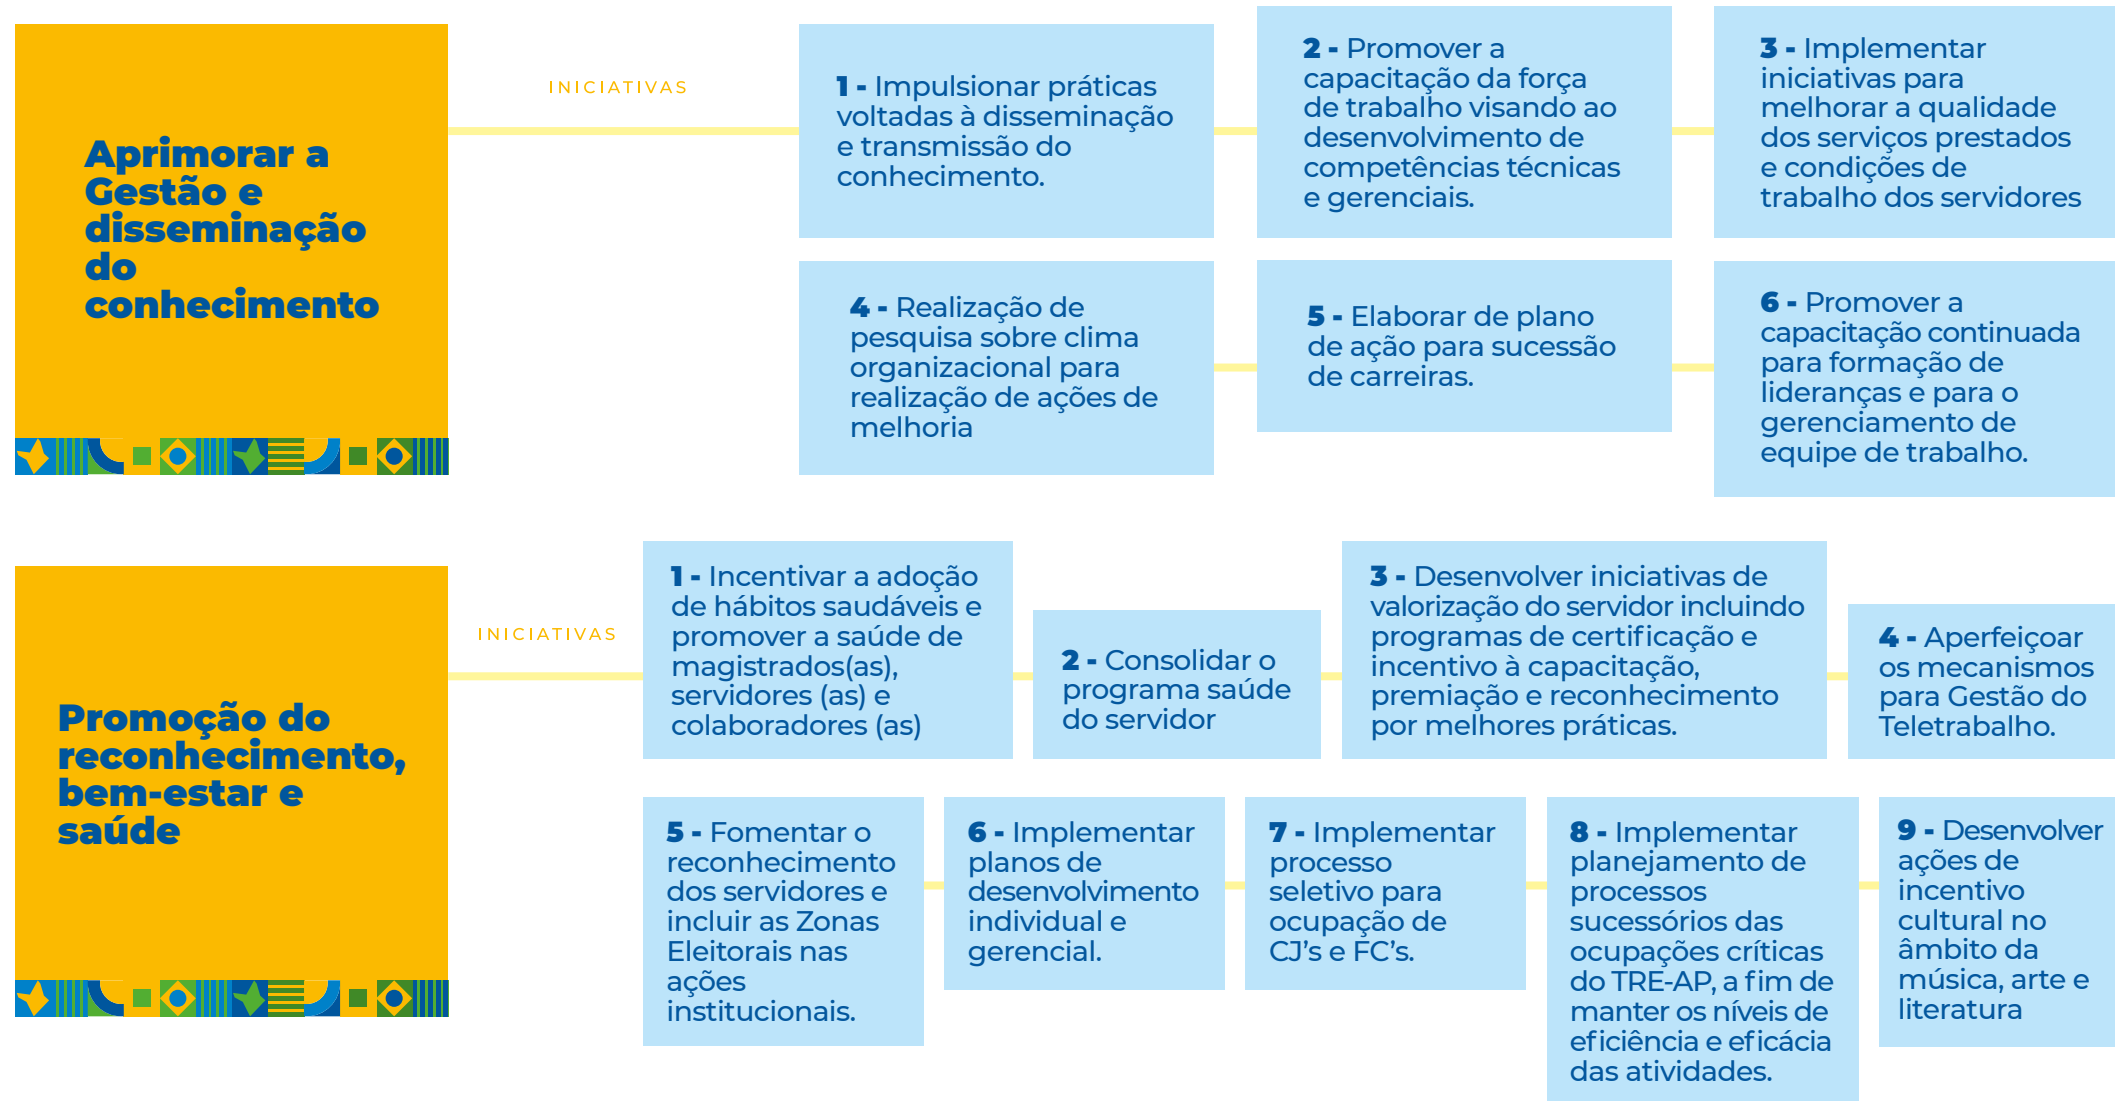 Aprimorar a
Gestão e
disseminação
do
conhecimento
INICIATIVAS
1 - Impulsionar práticas
voltadas à disseminação
e transmissão do
conhecimento.
2 - Promover a
capacitação da força
de trabalho visando ao
desenvolvimento de
competências técnicas
e gerenciais.
3 - Implementar
iniciativas para
melhorar a qualidade
dos serviços prestados
e condições de
trabalho dos servidores
4 - Realização de
pesquisa sobre clima
organizacional para
realização de ações de
melhoria
5 - Elaborar de plano
de ação para sucessão
de carreiras.
6 - Promover a
capacitação continuada
para formação de
lideranças e para o
gerenciamento de
equipe de trabalho.
Promoção do
reconhecimento,
bem-estar e
saúde
INICIATIVAS
1 - Incentivar a adoção
de hábitos saudáveis e
promover a saúde de
magistrados(as),
servidores (as) e
colaboradores (as)
2 - Consolidar o
programa saúde
do servidor
3 - Desenvolver iniciativas de
valorização do servidor incluindo
programas de certificação e
incentivo à capacitação,
premiação e reconhecimento
por melhores práticas.
4 - Aperfeiçoar
os mecanismos
para Gestão do
Teletrabalho.
5 - Fomentar o
reconhecimento
dos servidores e
incluir as Zonas
Eleitorais nas
ações
institucionais.
6 - Implementar
planos de
desenvolvimento
individual e
gerencial.
7 - Implementar
processo
seletivo para
ocupação de
CJ’s e FC’s.
8 - Implementar
planejamento de
processos
sucessórios das
ocupações críticas
do TRE-AP, a fim de
manter os níveis de
eficiência e eficácia
das atividades.
9 - Desenvolver
ações de
incentivo
cultural no
âmbito da
música, arte e
literatura